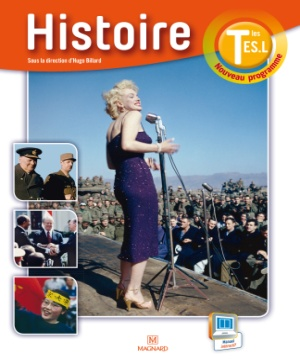 Histoire
Sous la direction d'Hugo Billard
Tles
ES,L
Nouveau programme
MAGNARD